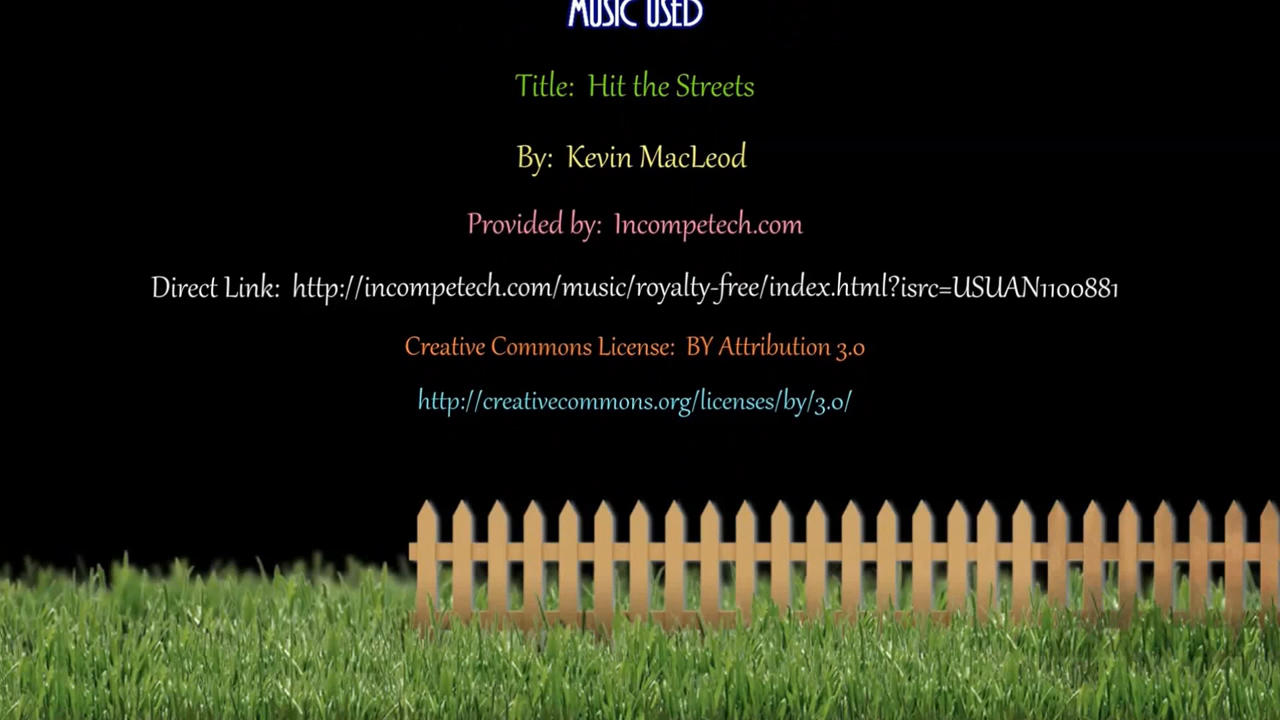 MUSIC USED
Title: Hit the Streets
By: Kevin MacLeod
Provided by: Incompetech.com
Direct Link: http://incompetech.com/music/royalty-free/index.html?isrc=USUAN1100881
Creative Commons License: BY Attribution 3.0
http://creativecommons.org/licenses/by/3.0/